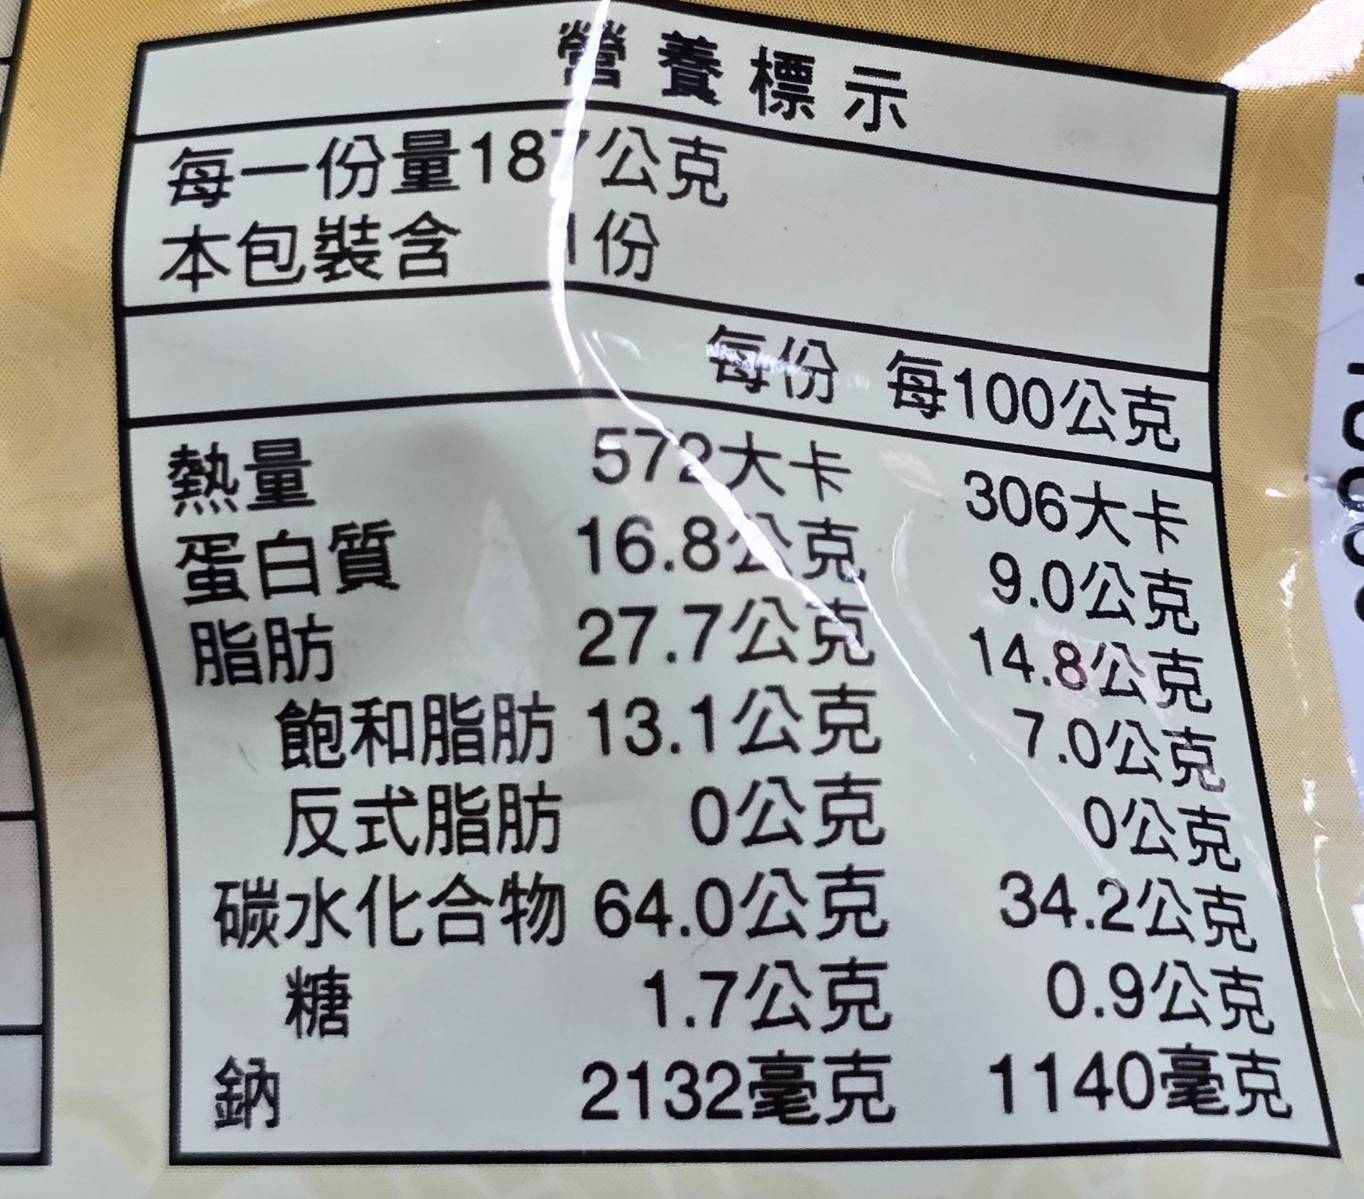 營養標示
每一份量187公克
本包裝含 1份
每份 每100公克
熱量 572大卡 306大卡
蛋白質 16.8公克 9.0公克
脂肪 27.7公克 14.8公克
飽和脂肪 13.1公克 7.0公克
反式脂肪 0公克 0公克
碳水化合物 64.0公克 34.2公克
糖 1.7公克 0.9公克
鈉 2132毫克 1140毫克